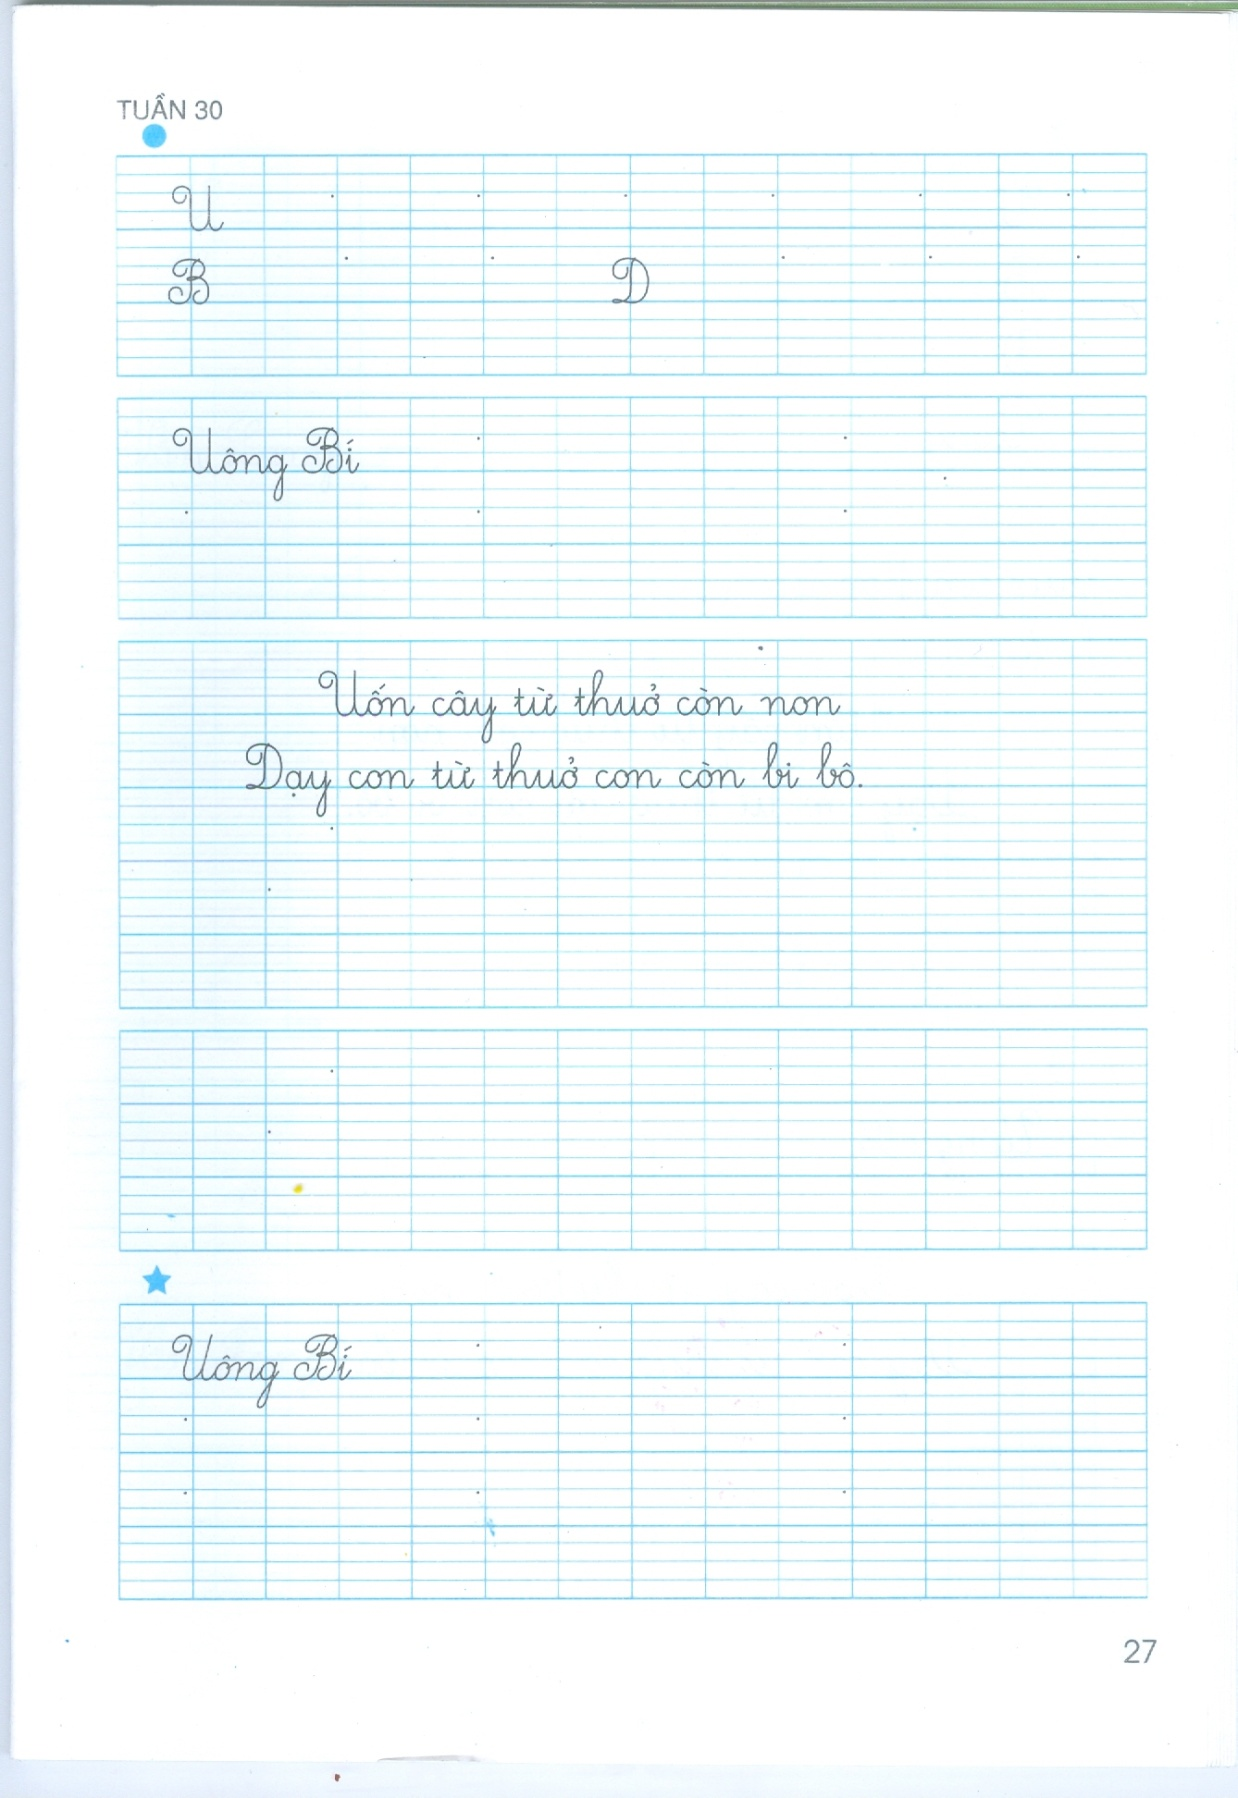 TUẦN 30
U
B D
Uông Bí
Uốn cây từ thuở còn non
Dạy con từ thuở con còn bi bô.
Uông Bí
27